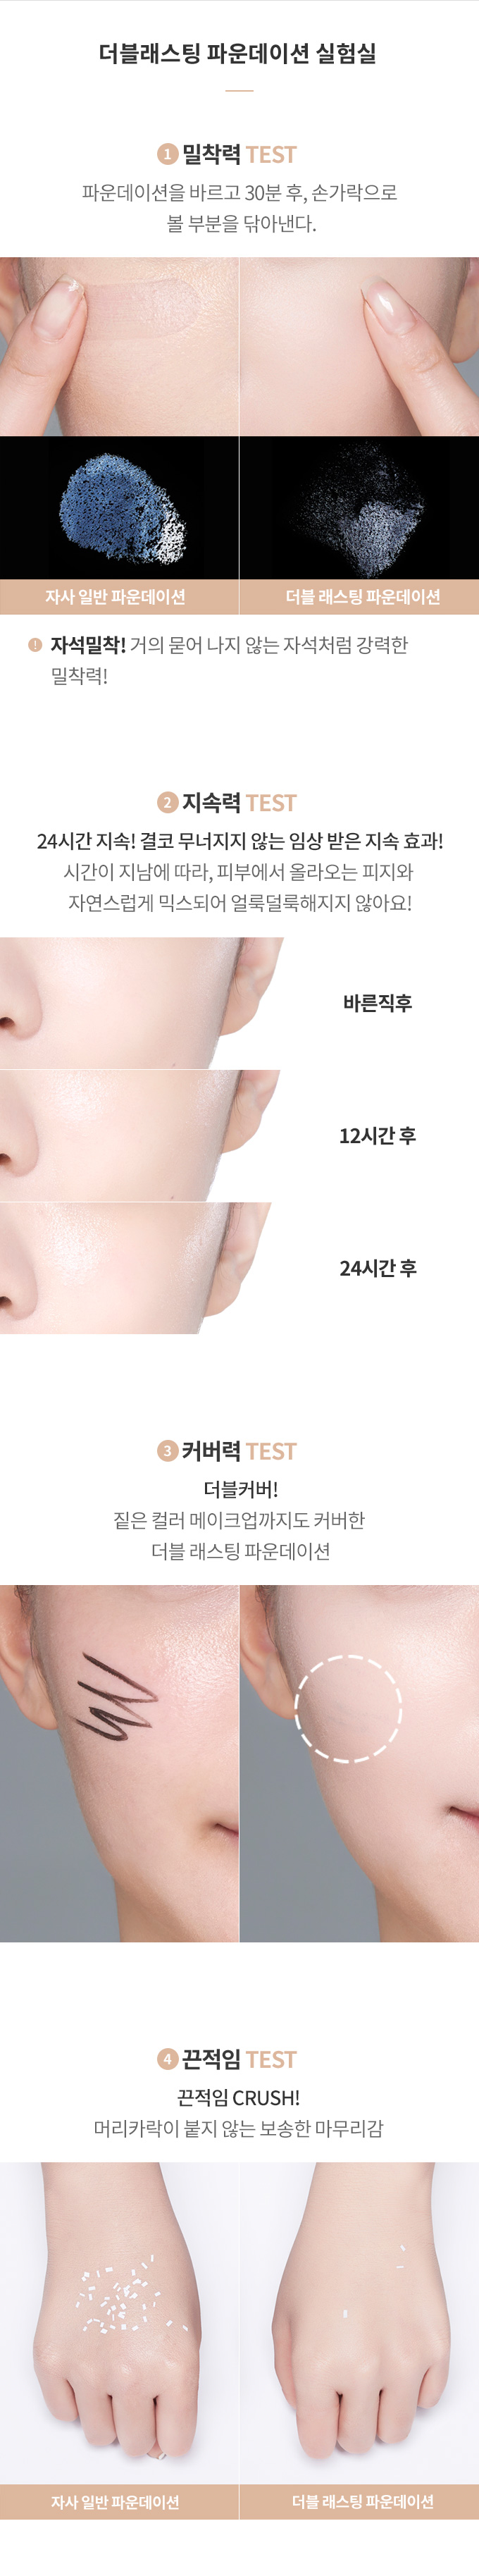 더블래스팅 파운데이션 실험실
1 밀착력 TEST
파운데이션을 바르고 30분 후, 손가락으로
볼 부분을 닦아낸다.
자사 일반 파운데이션
더블 래스팅 파운데이션
! 자석밀착! 거의 묻어 나지 않는 자석처럼 강력한
밀착력!
2 지속력 TEST
24시간 지속! 결코 무너지지 않는 임상 받은 지속 효과!
시간이 지남에 따라, 피부에서 올라오는 피지와
자연스럽게 믹스되어 얼룩덜룩해지지 않아요!
바른직후
12시간 후
24시간 후
3 커버력 TEST
더블커버!
짙은 컬러 메이크업까지도 커버한
더블 래스팅 파운데이션
4 끈적임 TEST
끈적임 CRUSH!
머리카락이 붙지 않는 보송한 마무리감
자사 일반 파운데이션
더블 래스팅 파운데이션